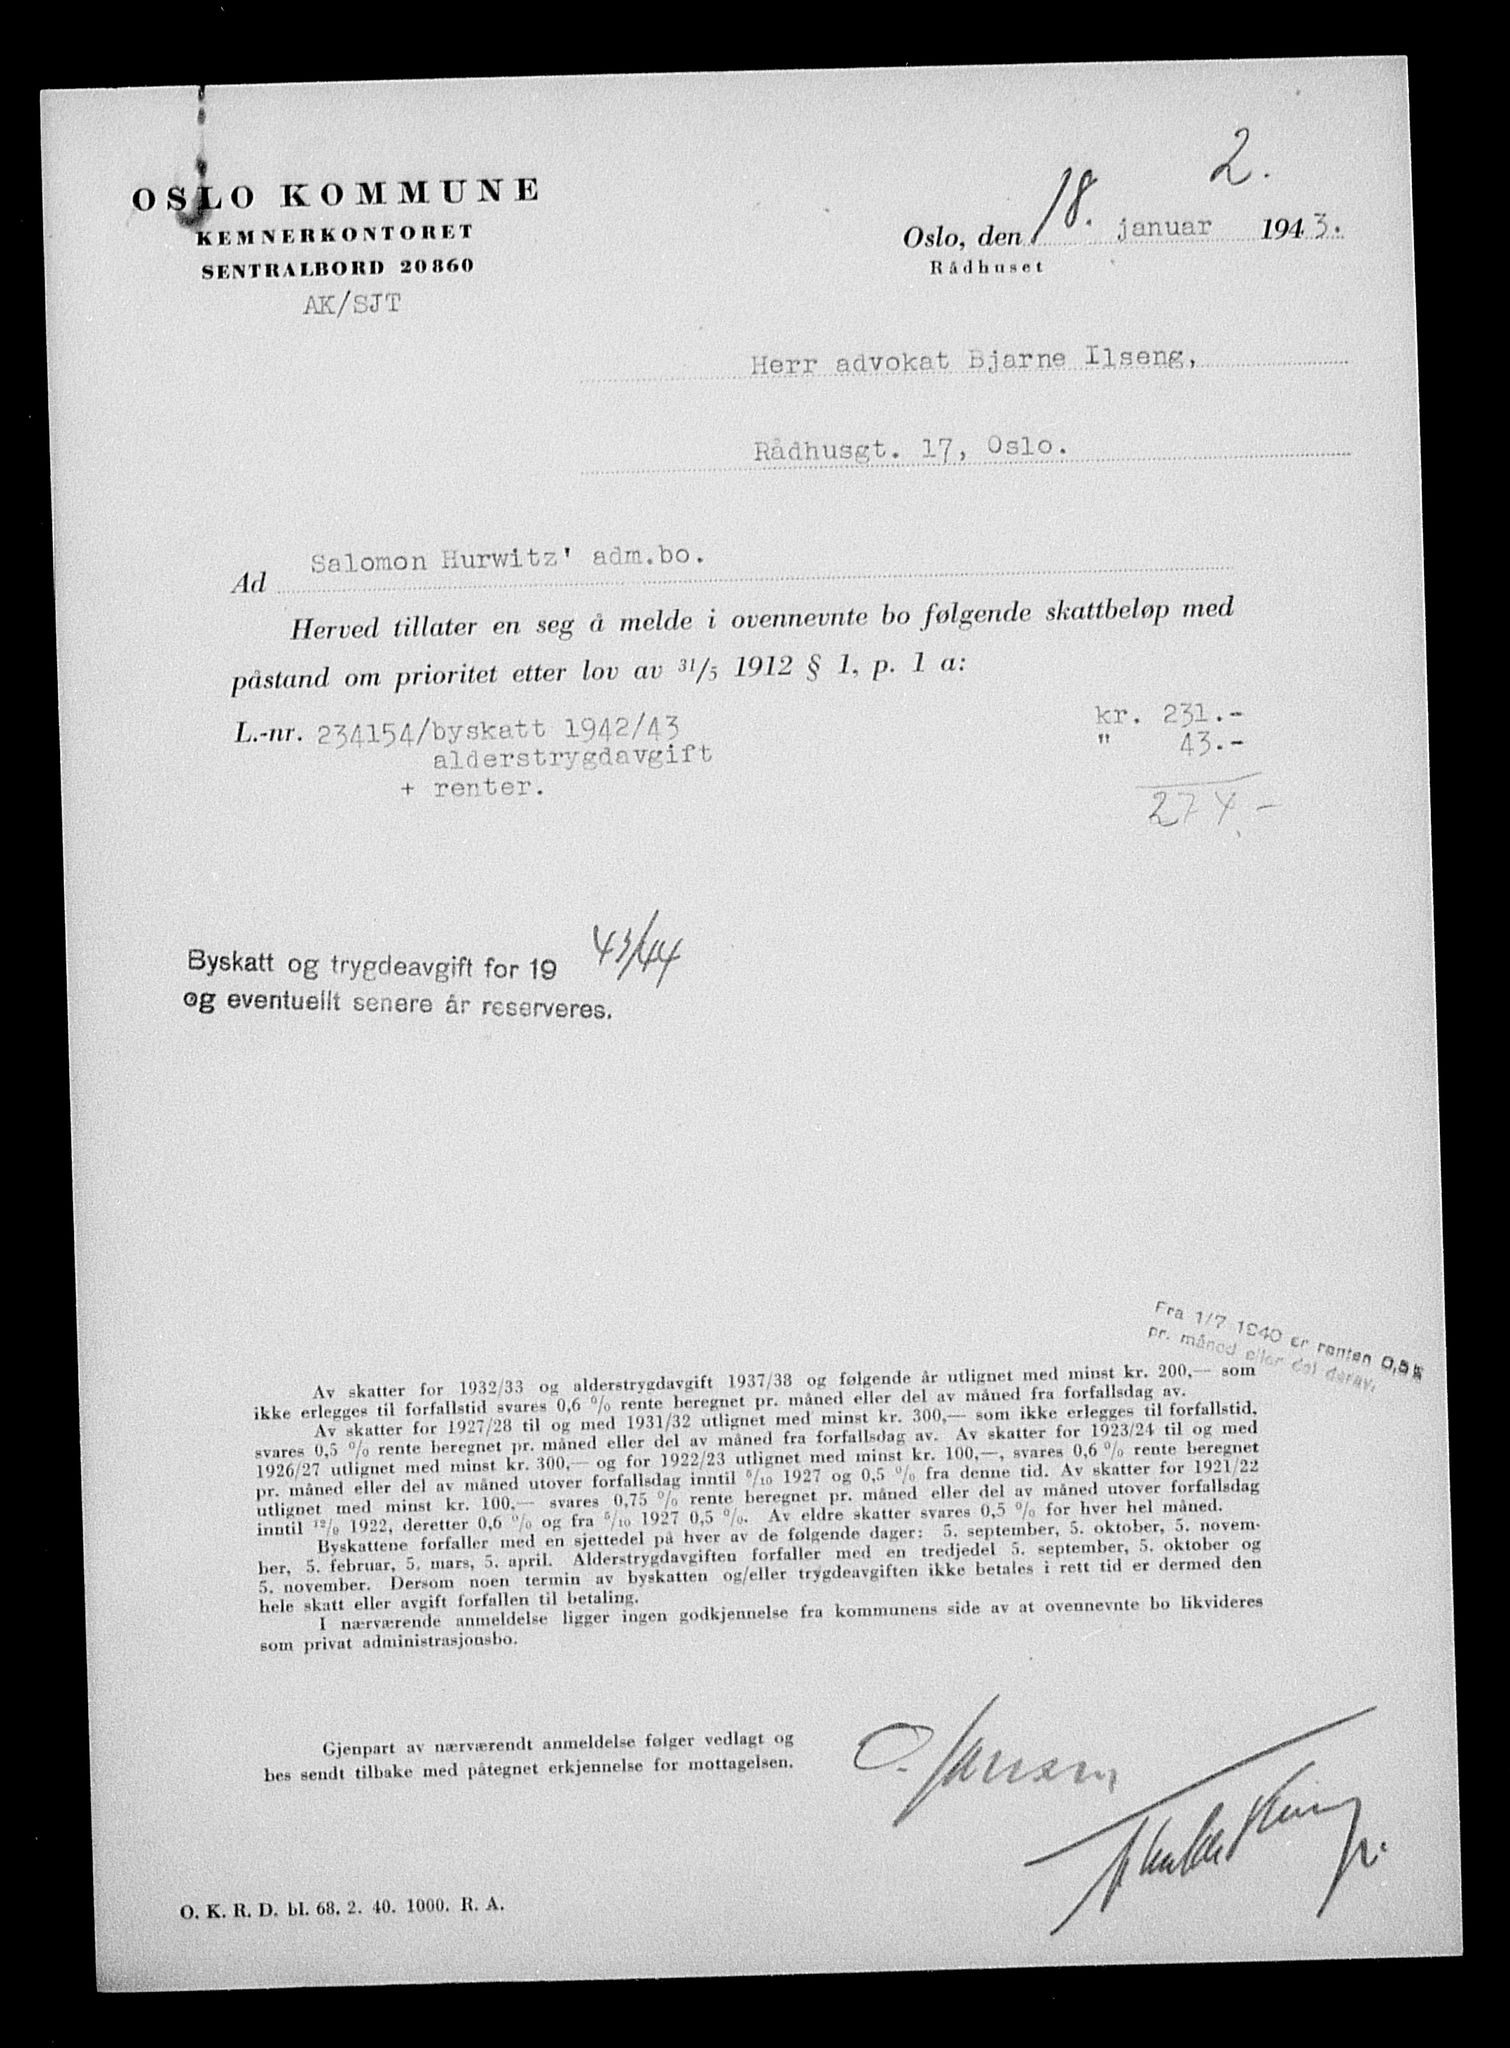 2.
OSLO KOMMUNE
KEMNERKONTORET
SENTRALBORD 20860
AK/SJT
Oslo, den 18. januar 1943.
Rådhuset
Herr advokat Bjarne Ilseng,
Rådhusgt. 17, Oslo.
Ad Salomon Hurwitz' adm.bo.
Herved tillater en seg å melde i ovennevnte bo følgende skattbeløp med
påstand om prioritet etter lov av 31/5 1912 § 1, p. 1 a:
L.-nr. 234154/byskatt 1942/43 kr. 231.-
alderstrygdavgift " 43.-
+ renter.
274.-
Byskatt og trygdeavgift for 19 43/44
og eventuellt senere år reserveres.
Fra 1/7 1940 er renten 0,5%
pr. måned eller del derav.
Av skatter for 1932/33 og alderstrygdavgift 1937/38 og følgende år utlignet med minst kr. 200,— som
ikke erlegges til forfallstid svares 0,6 % rente beregnet pr. måned eller del av måned fra forfallsdag av.
Av skatter for 1927/28 til og med 1931/32 utlignet med minst kr. 300,— som ikke erlegges til forfallstid,
svares 0,5 % rente beregnet pr. måned eller del av måned fra forfallsdag av. Av skatter for 1923/24 til og med
1926/27 utlignet med minst kr. 300,— og for 1922/23 utlignet med minst kr. 100,—, svares 0,6 % rente beregnet
pr. måned eller del av måned utover forfallsdag inntil 5/10 1927 og 0,5 % fra denne tid. Av skatter for 1921/22
utlignet med minst kr. 100,— svares 0,75 % rente beregnet pr. måned eller del av måned utover forfallsdag
inntil 12/9 1922, deretter 0,6 % og fra 5/10 1927 0,5 %. Av eldre skatter svares 0,5 % for hver hel måned.
Byskattene forfaller med en sjettedel på hver av de følgende dager: 5. september, 5. oktober, 5. novem-
ber, 5. februar, 5. mars, 5. april. Alderstrygdavgiften forfaller med en tredjedel 5. september, 5. oktober og
5. november. Dersom noen termin av byskatten og/eller trygdeavgiften ikke betales i rett tid er dermed den
hele skatt eller avgift forfallen til betaling.
I nærværende anmeldelse ligger ingen godkjennelse fra kommunens side av at ovennevnte bo likvideres
som privat administrasjonsbo.
Gjenpart av nærværendt anmeldelse følger vedlagt og
bes sendt tilbake med påtegnet erkjennelse for mottagelsen.
O. Jansen
O. K. R. D. bl. 68. 2. 40. 1000. R. A.